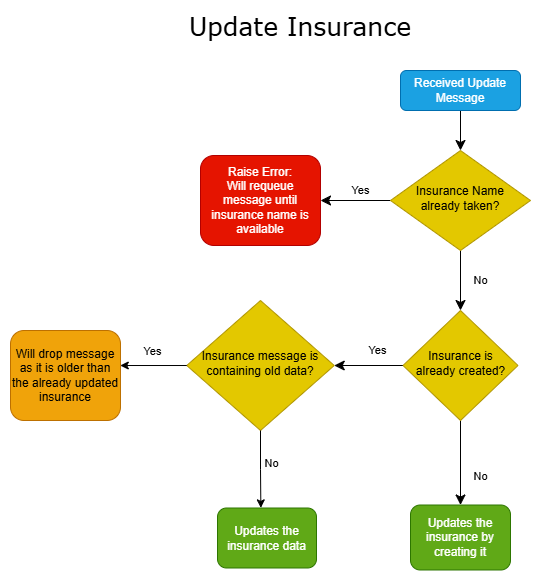 Update Insurance
Received Update
Message
Raise Error:
Will requeue
message until
insurance name is
available
Yes
Insurance Name
already taken?
No
Will drop message
as it is older than
the already updated
insurance
Yes
Insurance message is
containing old data?
Yes
Insurance is
already created?
No
No
Updates the
insurance data
Updates the
insurance by
creating it